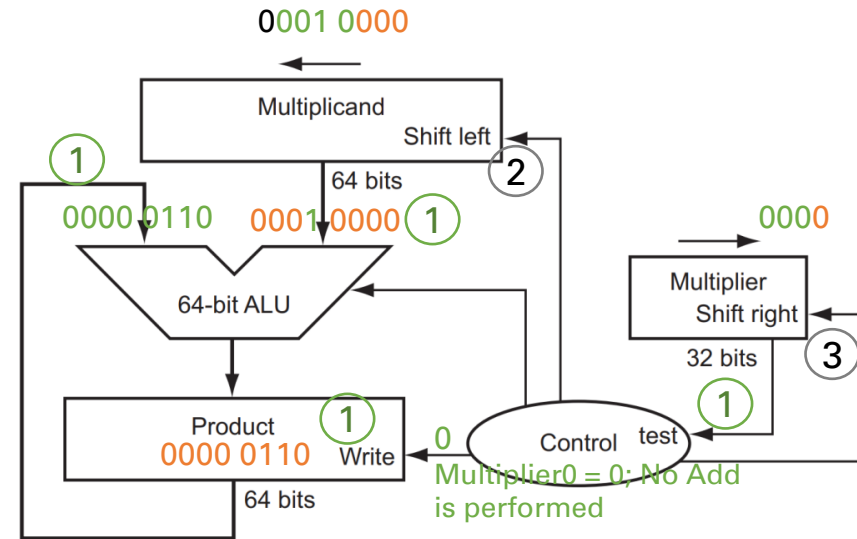 0001 0000
Multiplicand
Shift left
1
2
64 bits
0000 0110
0001 0000
1
0000
64-bit ALU
Multiplier
Shift right
3
32 bits
1
Product
1
0000 0110
Write
0
Control
test
Multiplier0 = 0; No Add
is performed
64 bits